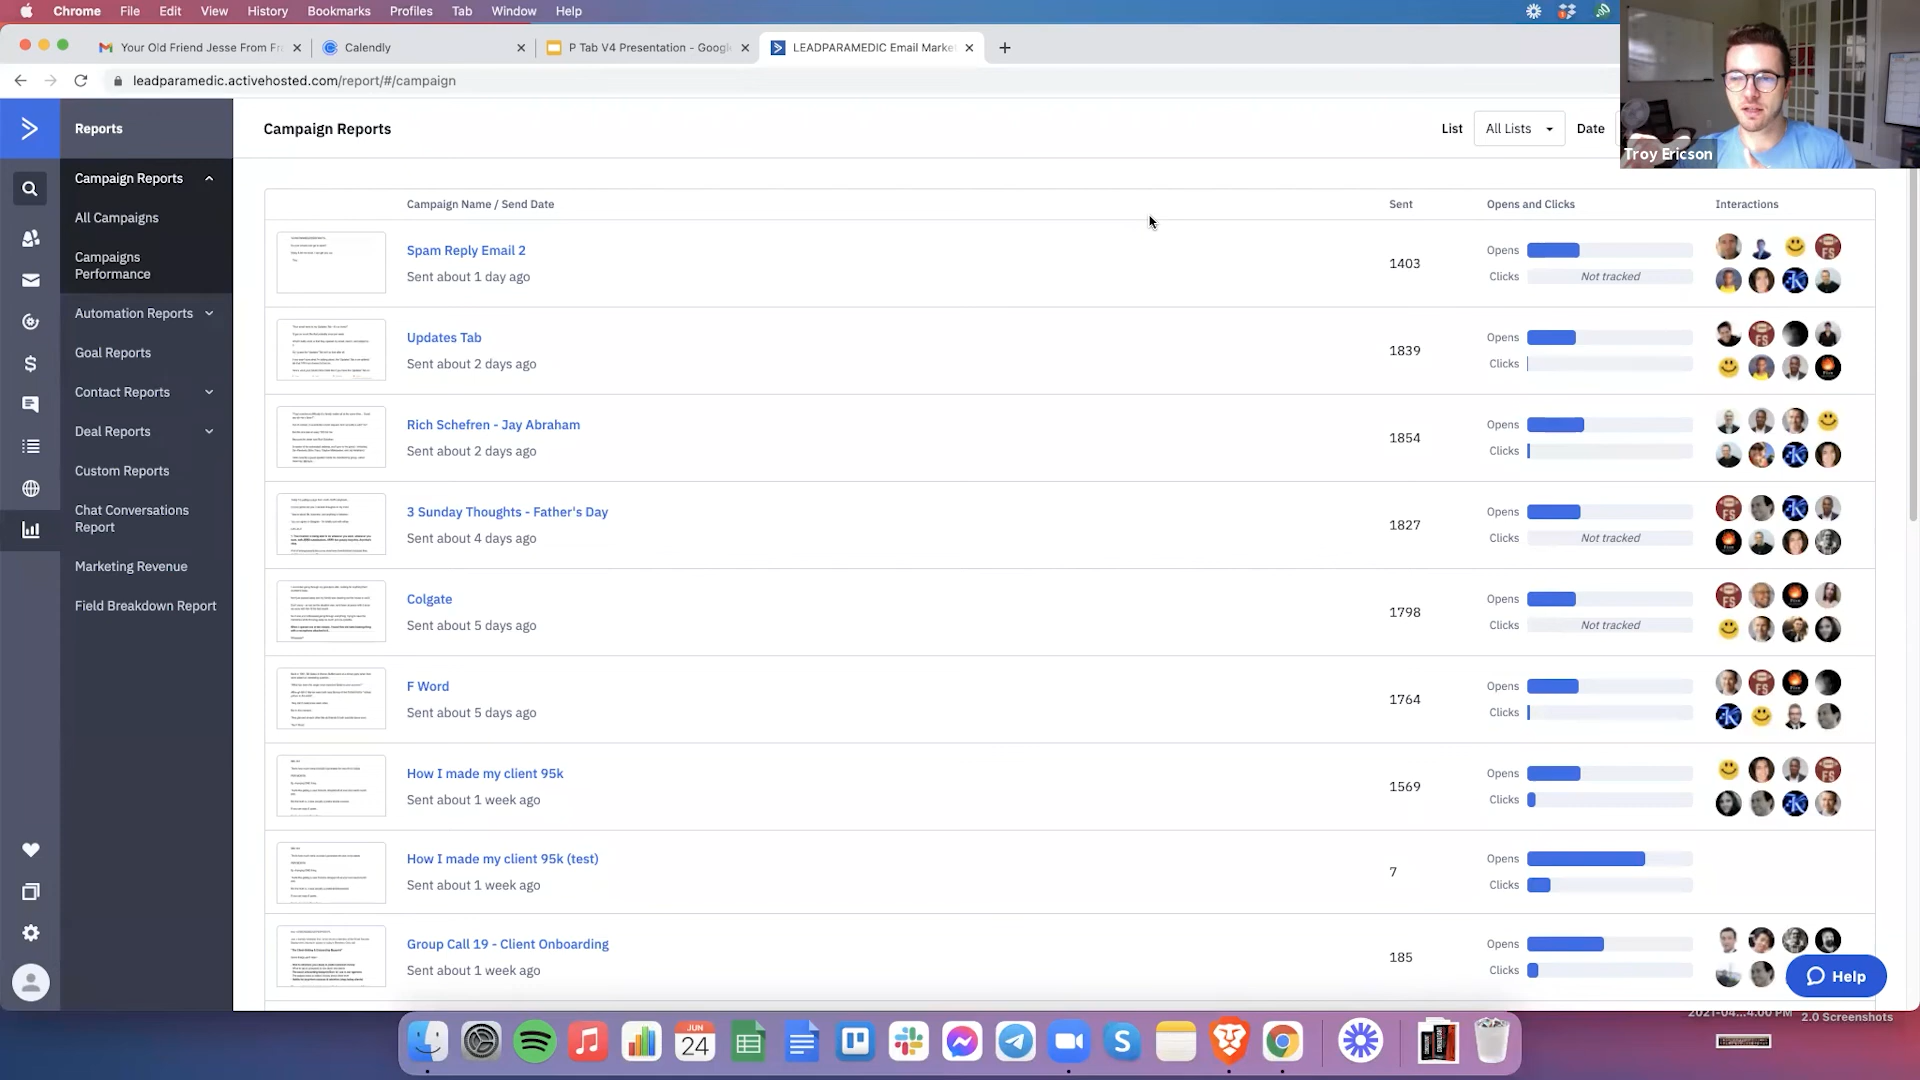 Chrome File Edit View History Bookmarks Profiles Tab Window Help
Your Old Friend Jesse From Fr
Calendly
P Tab V4 Presentation - Google
LEADPARAMEDIC Email Marke
leadparamedic.activehosted.com/report/#/campaign
Troy Ericson
Reports
Campaign Reports
All Campaigns
Campaigns
Performance
Automation Reports
Goal Reports
Contact Reports
Deal Reports
Custom Reports
Chat Conversations
Report
Marketing Revenue
Field Breakdown Report
Campaign Reports
List All Lists Date
Campaign Name / Send Date Sent Opens and Clicks Interactions
Spam Reply Email 2
Sent about 1 day ago
1403
Opens
Clicks Not tracked
Updates Tab
Sent about 2 days ago
1839
Opens
Clicks
Rich Schefren - Jay Abraham
Sent about 2 days ago
1854
Opens
Clicks
3 Sunday Thoughts - Father's Day
Sent about 4 days ago
1827
Opens
Clicks Not tracked
Colgate
Sent about 5 days ago
1798
Opens
Clicks Not tracked
F Word
Sent about 5 days ago
1764
Opens
Clicks
How I made my client 95k
Sent about 1 week ago
1569
Opens
Clicks
How I made my client 95k (test)
Sent about 1 week ago
7
Opens
Clicks
Group Call 19 - Client Onboarding
Sent about 1 week ago
185
Opens
Clicks
Help
2021-04...4:00 PM 2.0 Screenshots
JUN
24